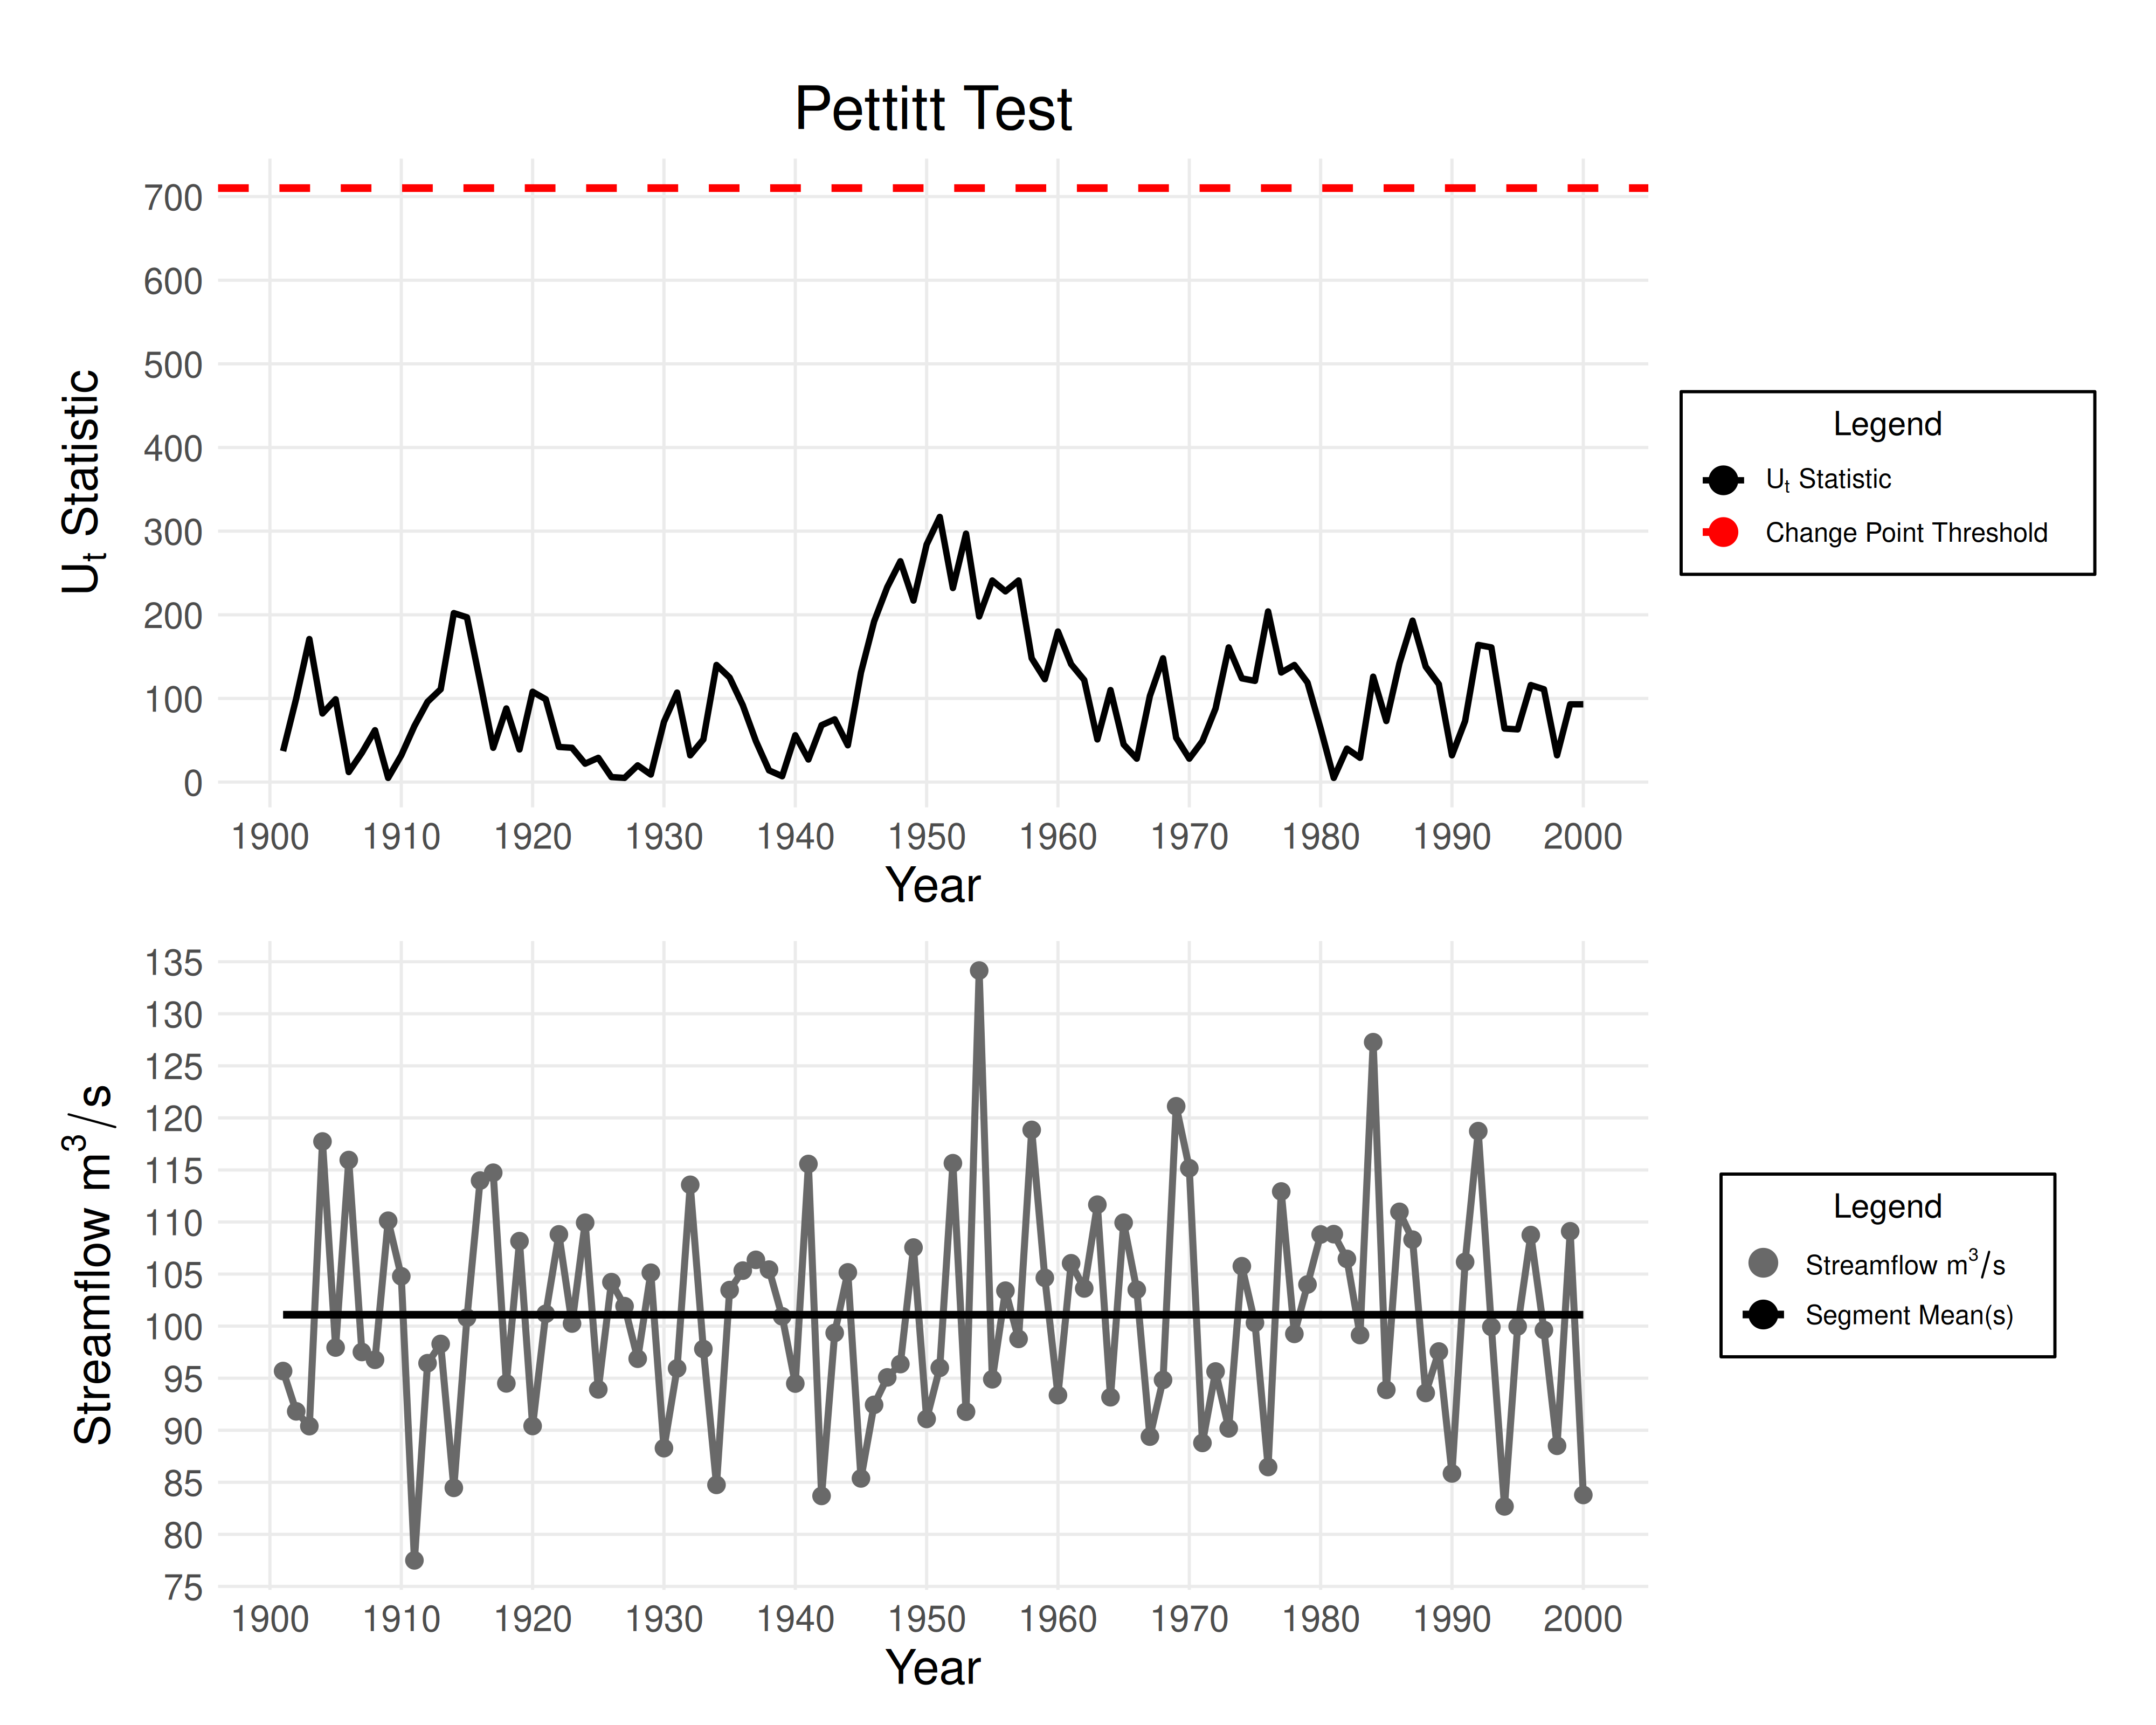 Pettitt Test
U_t Statistic
700
600
500
400
300
200
100
0
1900 1910 1920 1930 1940 1950 1960 1970 1980 1990 2000
Year
Legend
U_t Statistic
Change Point Threshold
Streamflow m³/s
135
130
125
120
115
110
105
100
95
90
85
80
75
1900 1910 1920 1930 1940 1950 1960 1970 1980 1990 2000
Year
Legend
Streamflow m³/s
Segment Mean(s)